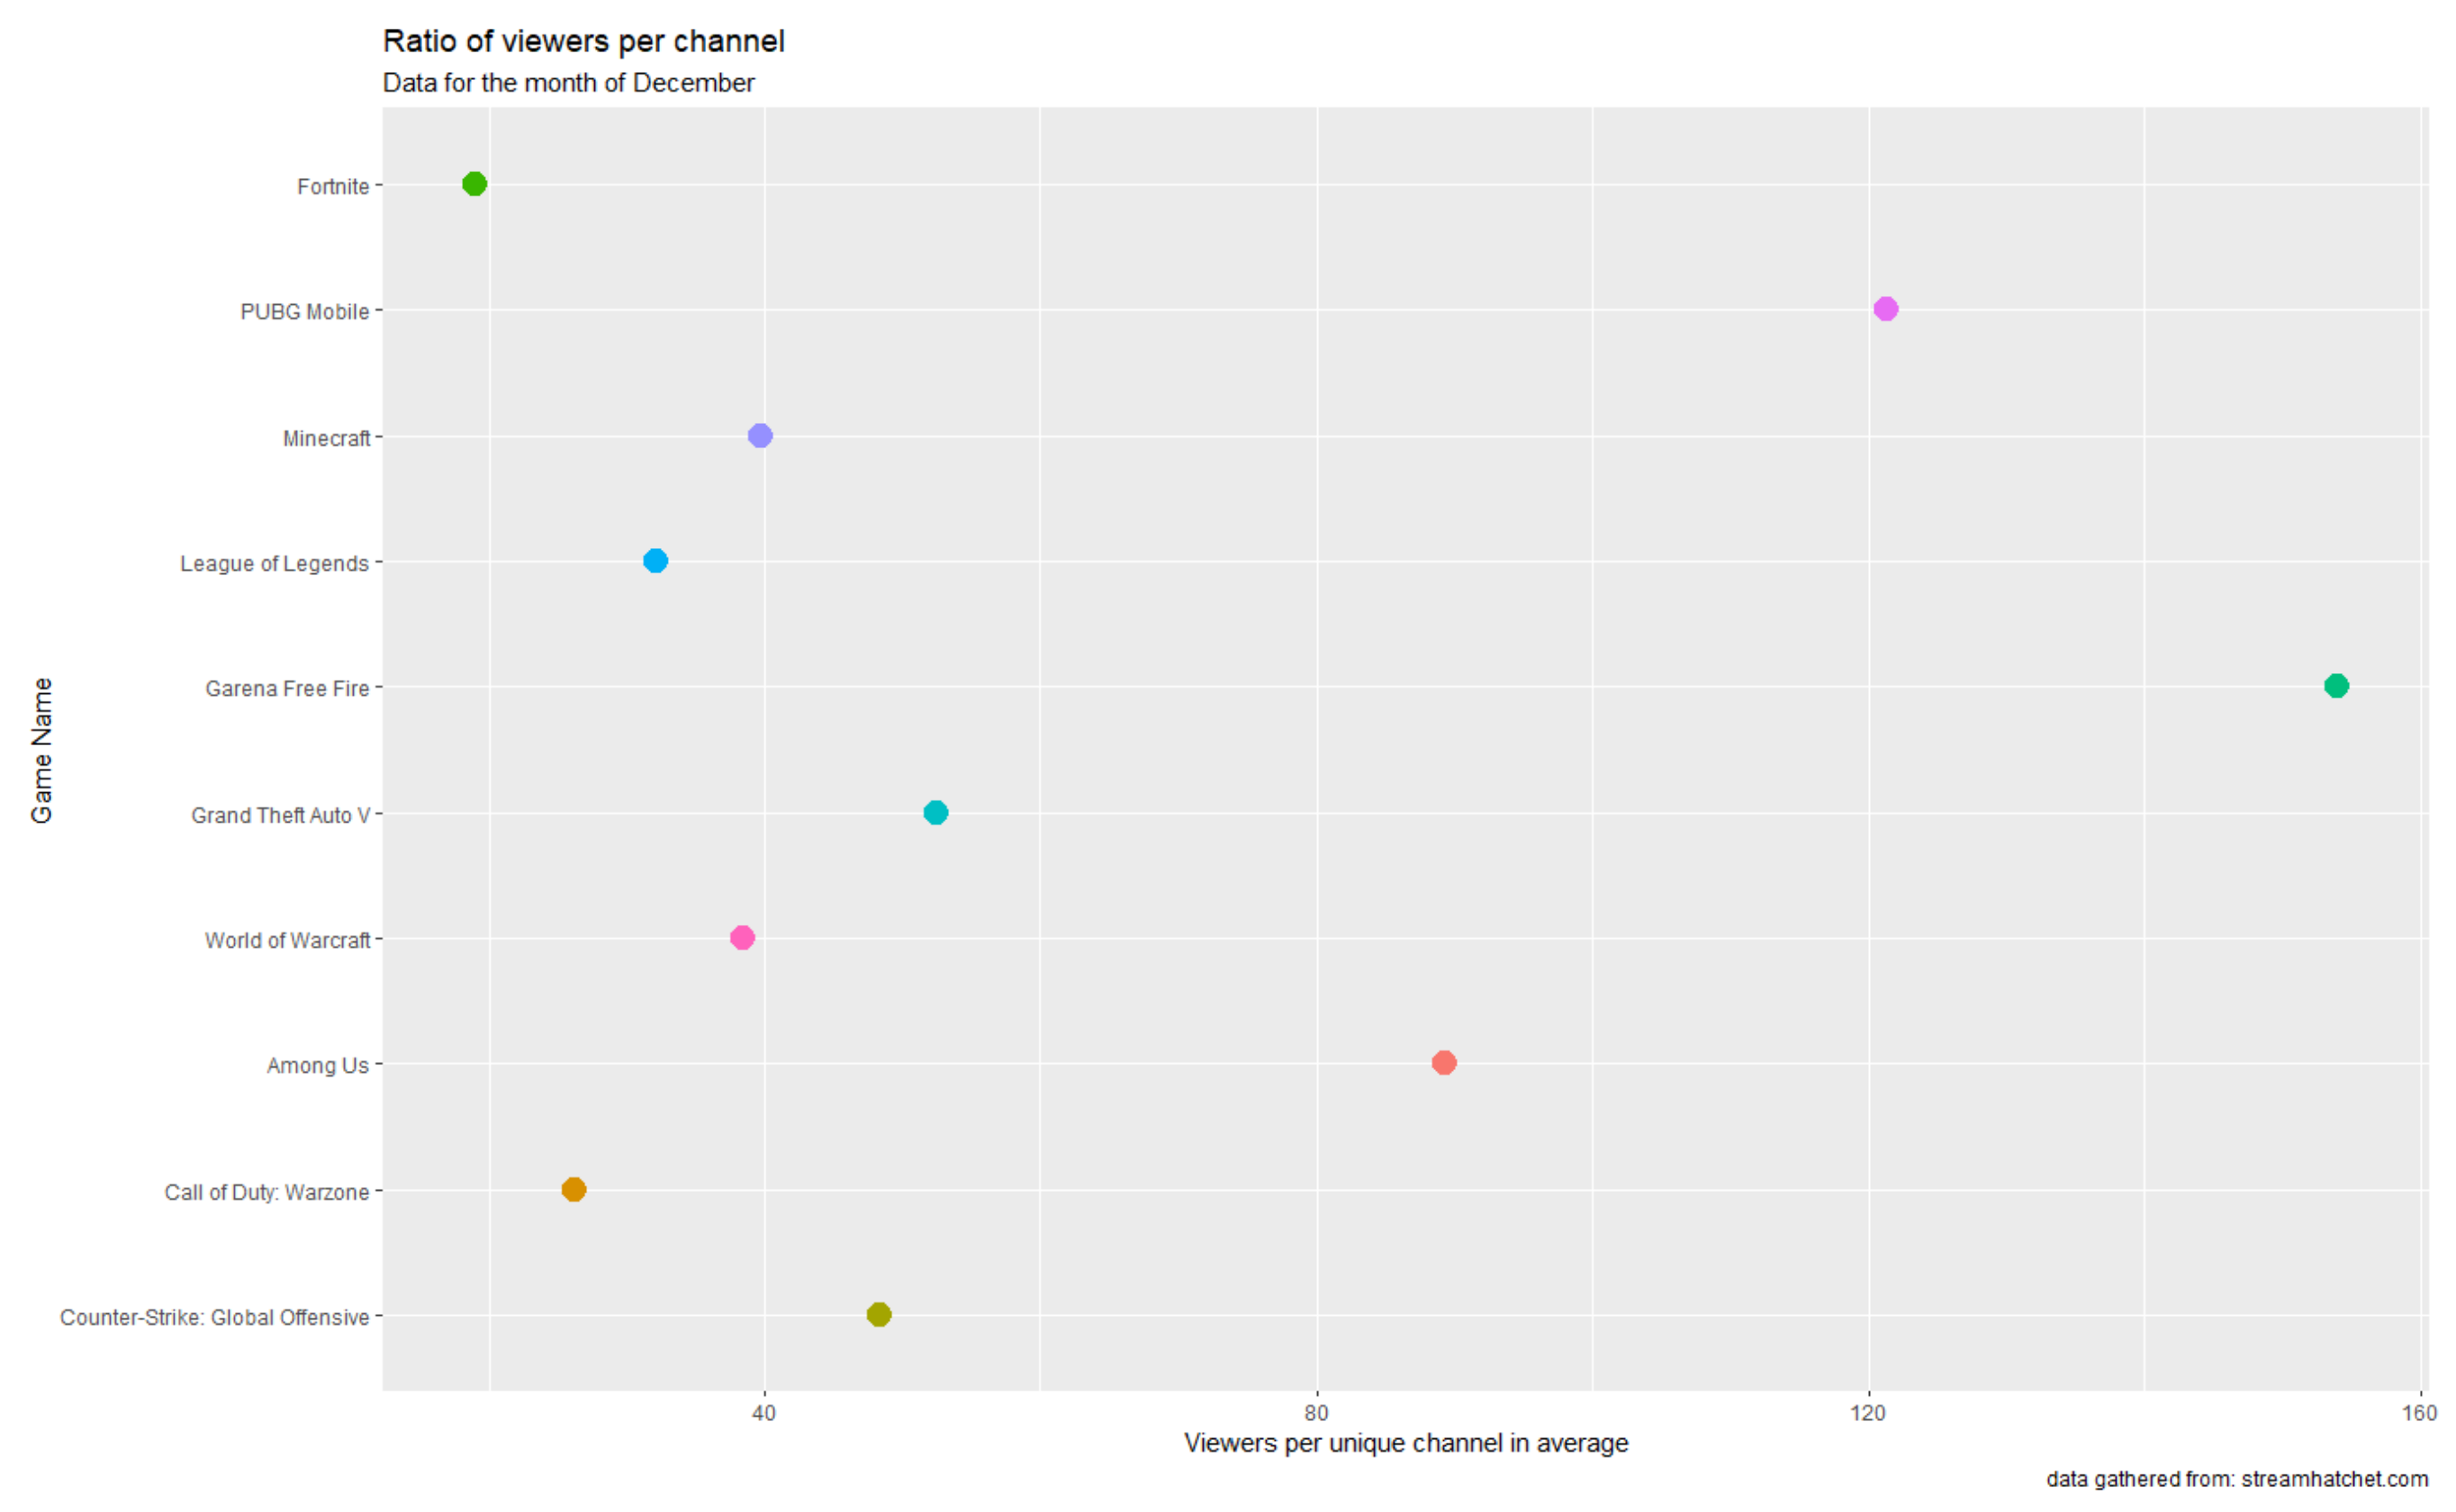 Ratio of viewers per channel
Data for the month of December
Fortnite
PUBG Mobile
Minecraft
League of Legends
Garena Free Fire
Game Name
Grand Theft Auto V
World of Warcraft
Among Us
Call of Duty: Warzone
Counter-Strike: Global Offensive
40 80 120 160
Viewers per unique channel in average
data gathered from: streamhatchet.com